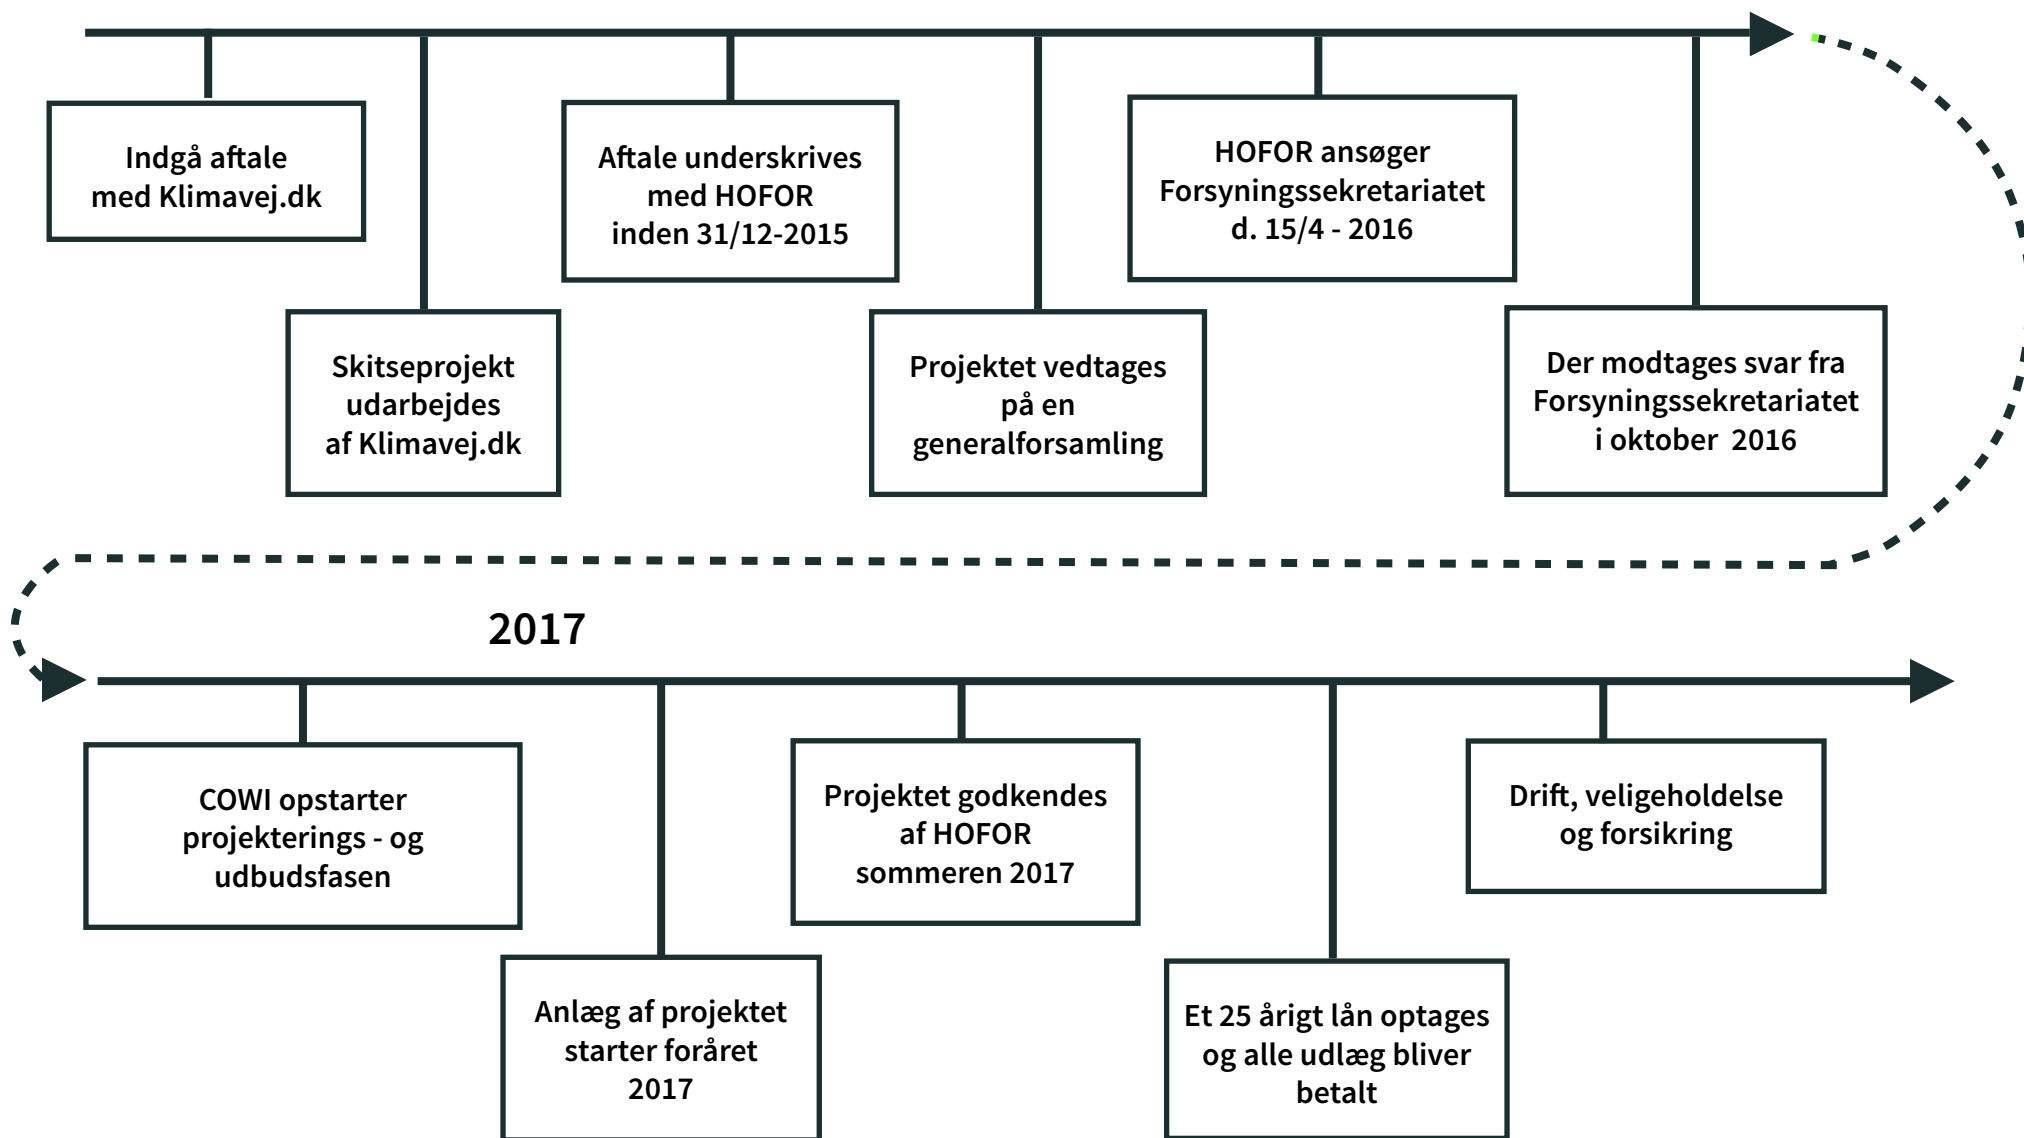 Indgå aftale
med Klimavej.dk
Skitseprojekt
udarbejdes
af Klimavej.dk
Aftale underskrives
med HOFOR
inden 31/12-2015
Projektet vedtages
på en
generalforsamling
HOFOR ansøger
Forsyningssekretariatet
d. 15/4 - 2016
Der modtages svar fra
Forsyningssekretariatet
i oktober  2016
2017
COWI opstarter
projekterings - og
udbudsfasen
Anlæg af projektet
starter foråret
2017
Projektet godkendes
af HOFOR
sommeren 2017
Et 25 årigt lån optages
og alle udlæg bliver
betalt
Drift, veligeholdelse
og forsikring